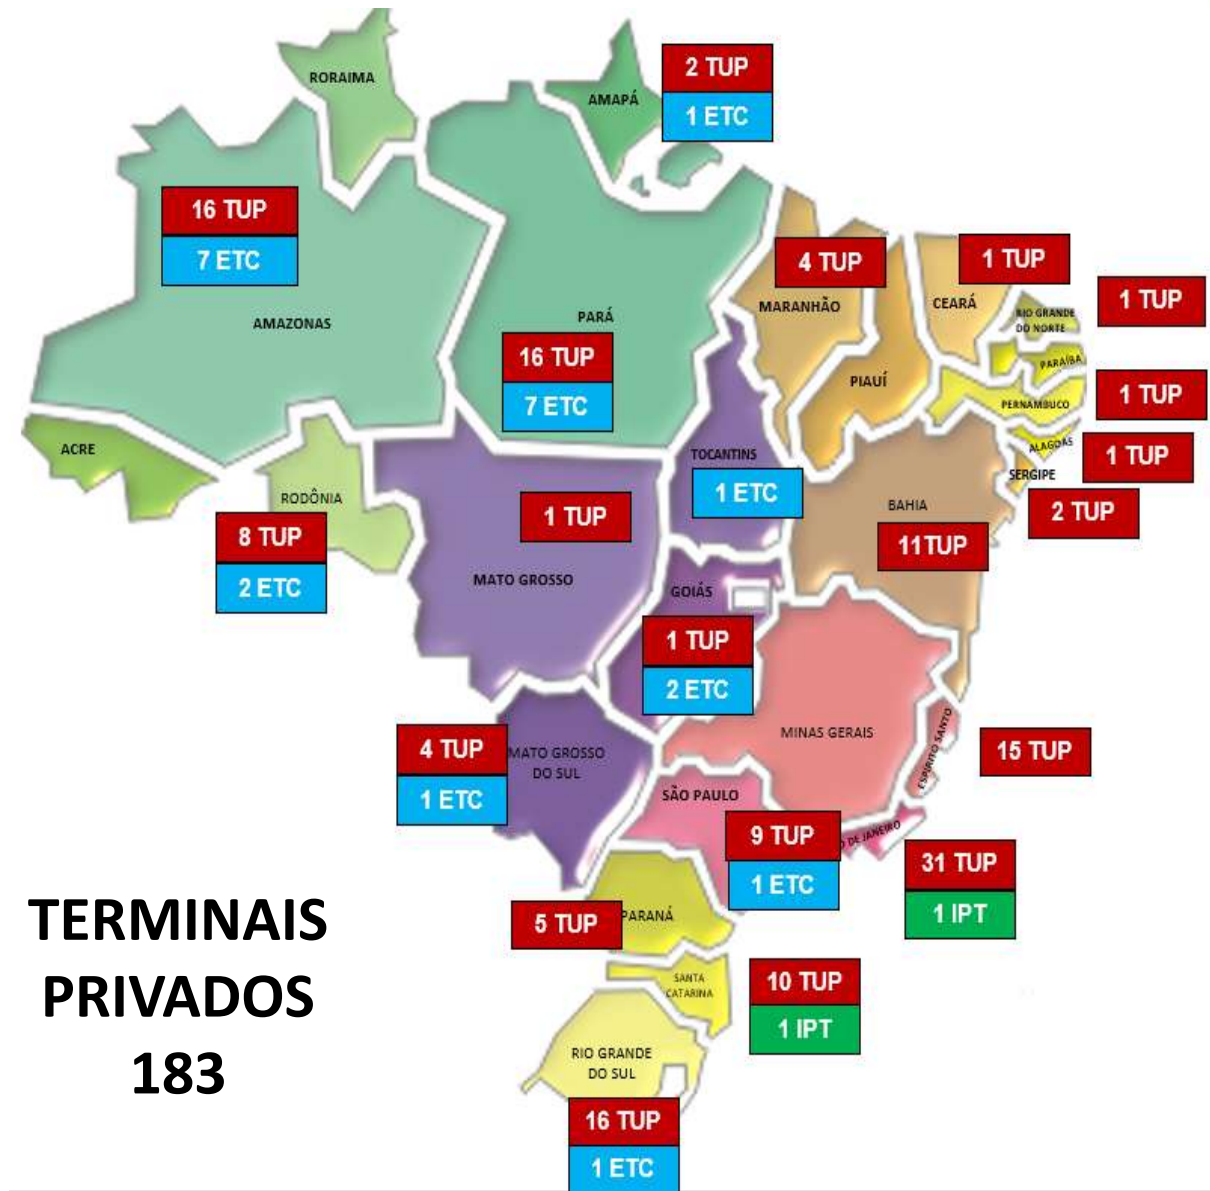 RORAIMA
AMAPÁ
2 TUP
1 ETC
16 TUP
7 ETC
AMAZONAS
PARÁ
16 TUP
7 ETC
4 TUP
MARANHÃO
PIAUÍ
1 TUP
CEARÁ
1 TUP
RIO GRANDE
DO NORTE
PARAÍBA
1 TUP
PERNAMBUCO
ALAGOAS
1 TUP
SERGIPE
2 TUP
ACRE
RODÔNIA
8 TUP
2 ETC
1 TUP
MATO GROSSO
TOCANTINS
1 ETC
BAHIA
11TUP
GOIÁS
1 TUP
2 ETC
MINAS GERAIS
ESPIRITO SANTO
15 TUP
4 TUP
1 ETC
MATO GROSSO
DO SUL
SÃO PAULO
9 TUP
1 ETC
O DE JANEIRO
31 TUP
1 IPT
5 TUP
PARANÁ
SANTA
CATARINA
10 TUP
1 IPT
RIO GRANDE
DO SUL
16 TUP
1 ETC
TERMINAIS
PRIVADOS
183